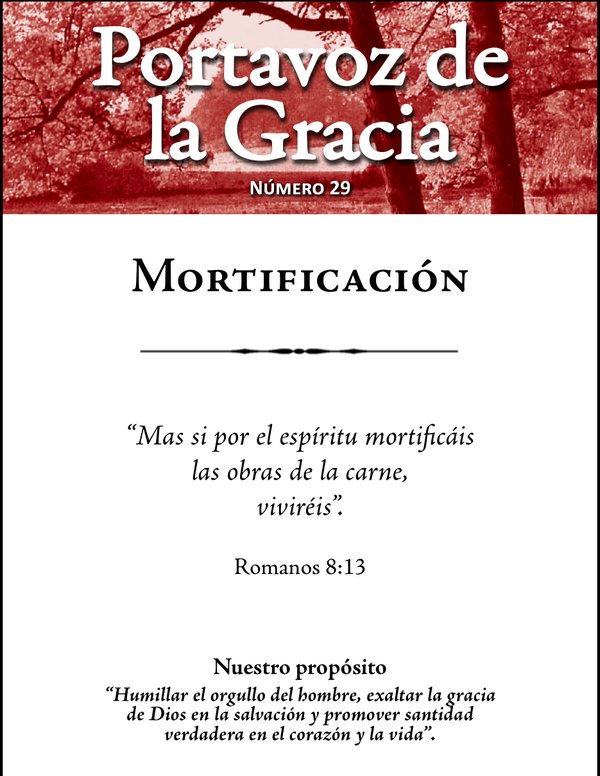 Portavoz de
la Gracia
Número 29
Mortificación
“Mas si por el espíritu mortificáis
las obras de la carne,
viviréis”.
Romanos 8:13
Nuestro propósito
“Humillar el orgullo del hombre, exaltar la gracia
de Dios en la salvación y promover santidad
verdadera en el corazón y la vida”.